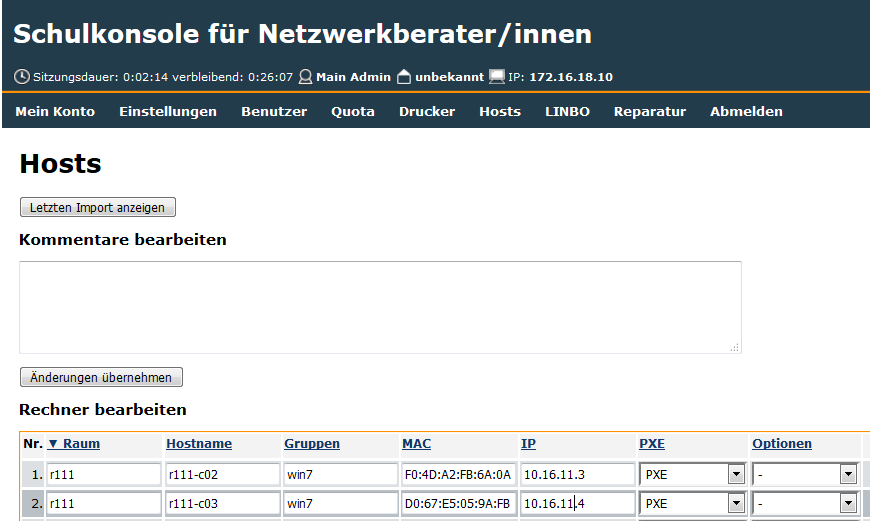 Schulkonsole für Netzwerkberater/innen
Sitzungsdauer: 0:02:14 verbleibend: 0:26:07 Main Admin unbekannt IP: 172.16.18.10
Mein Konto Einstellungen Benutzer Quota Drucker Hosts LINBO Reparatur Abmelden
Hosts
Letzten Import anzeigen
Kommentare bearbeiten
Änderungen übernehmen
Rechner bearbeiten
Nr. ▼ Raum Hostname Gruppen MAC IP PXE Optionen
1. r111 r111-c02 win7 F0:4D:A2:FB:6A:0A 10.16.11.3 PXE -
2. r111 r111-c03 win7 D0:67:E5:05:9A:FB 10.16.11.4 PXE -